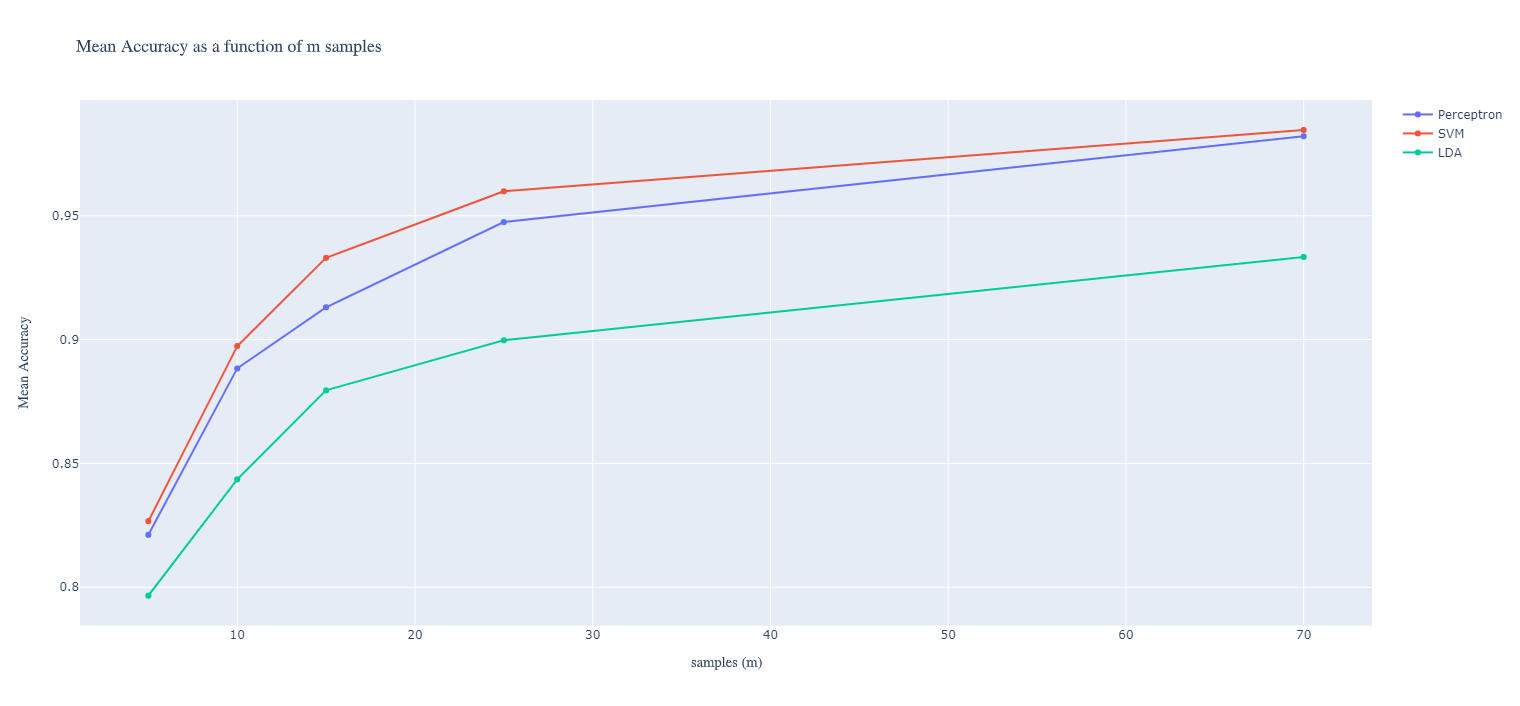 Mean Accuracy as a function of m samples
Perceptron
SVM
LDA
0.95
0.9
0.85
0.8
Mean Accuracy
10 20 30 40 50 60 70
samples (m)